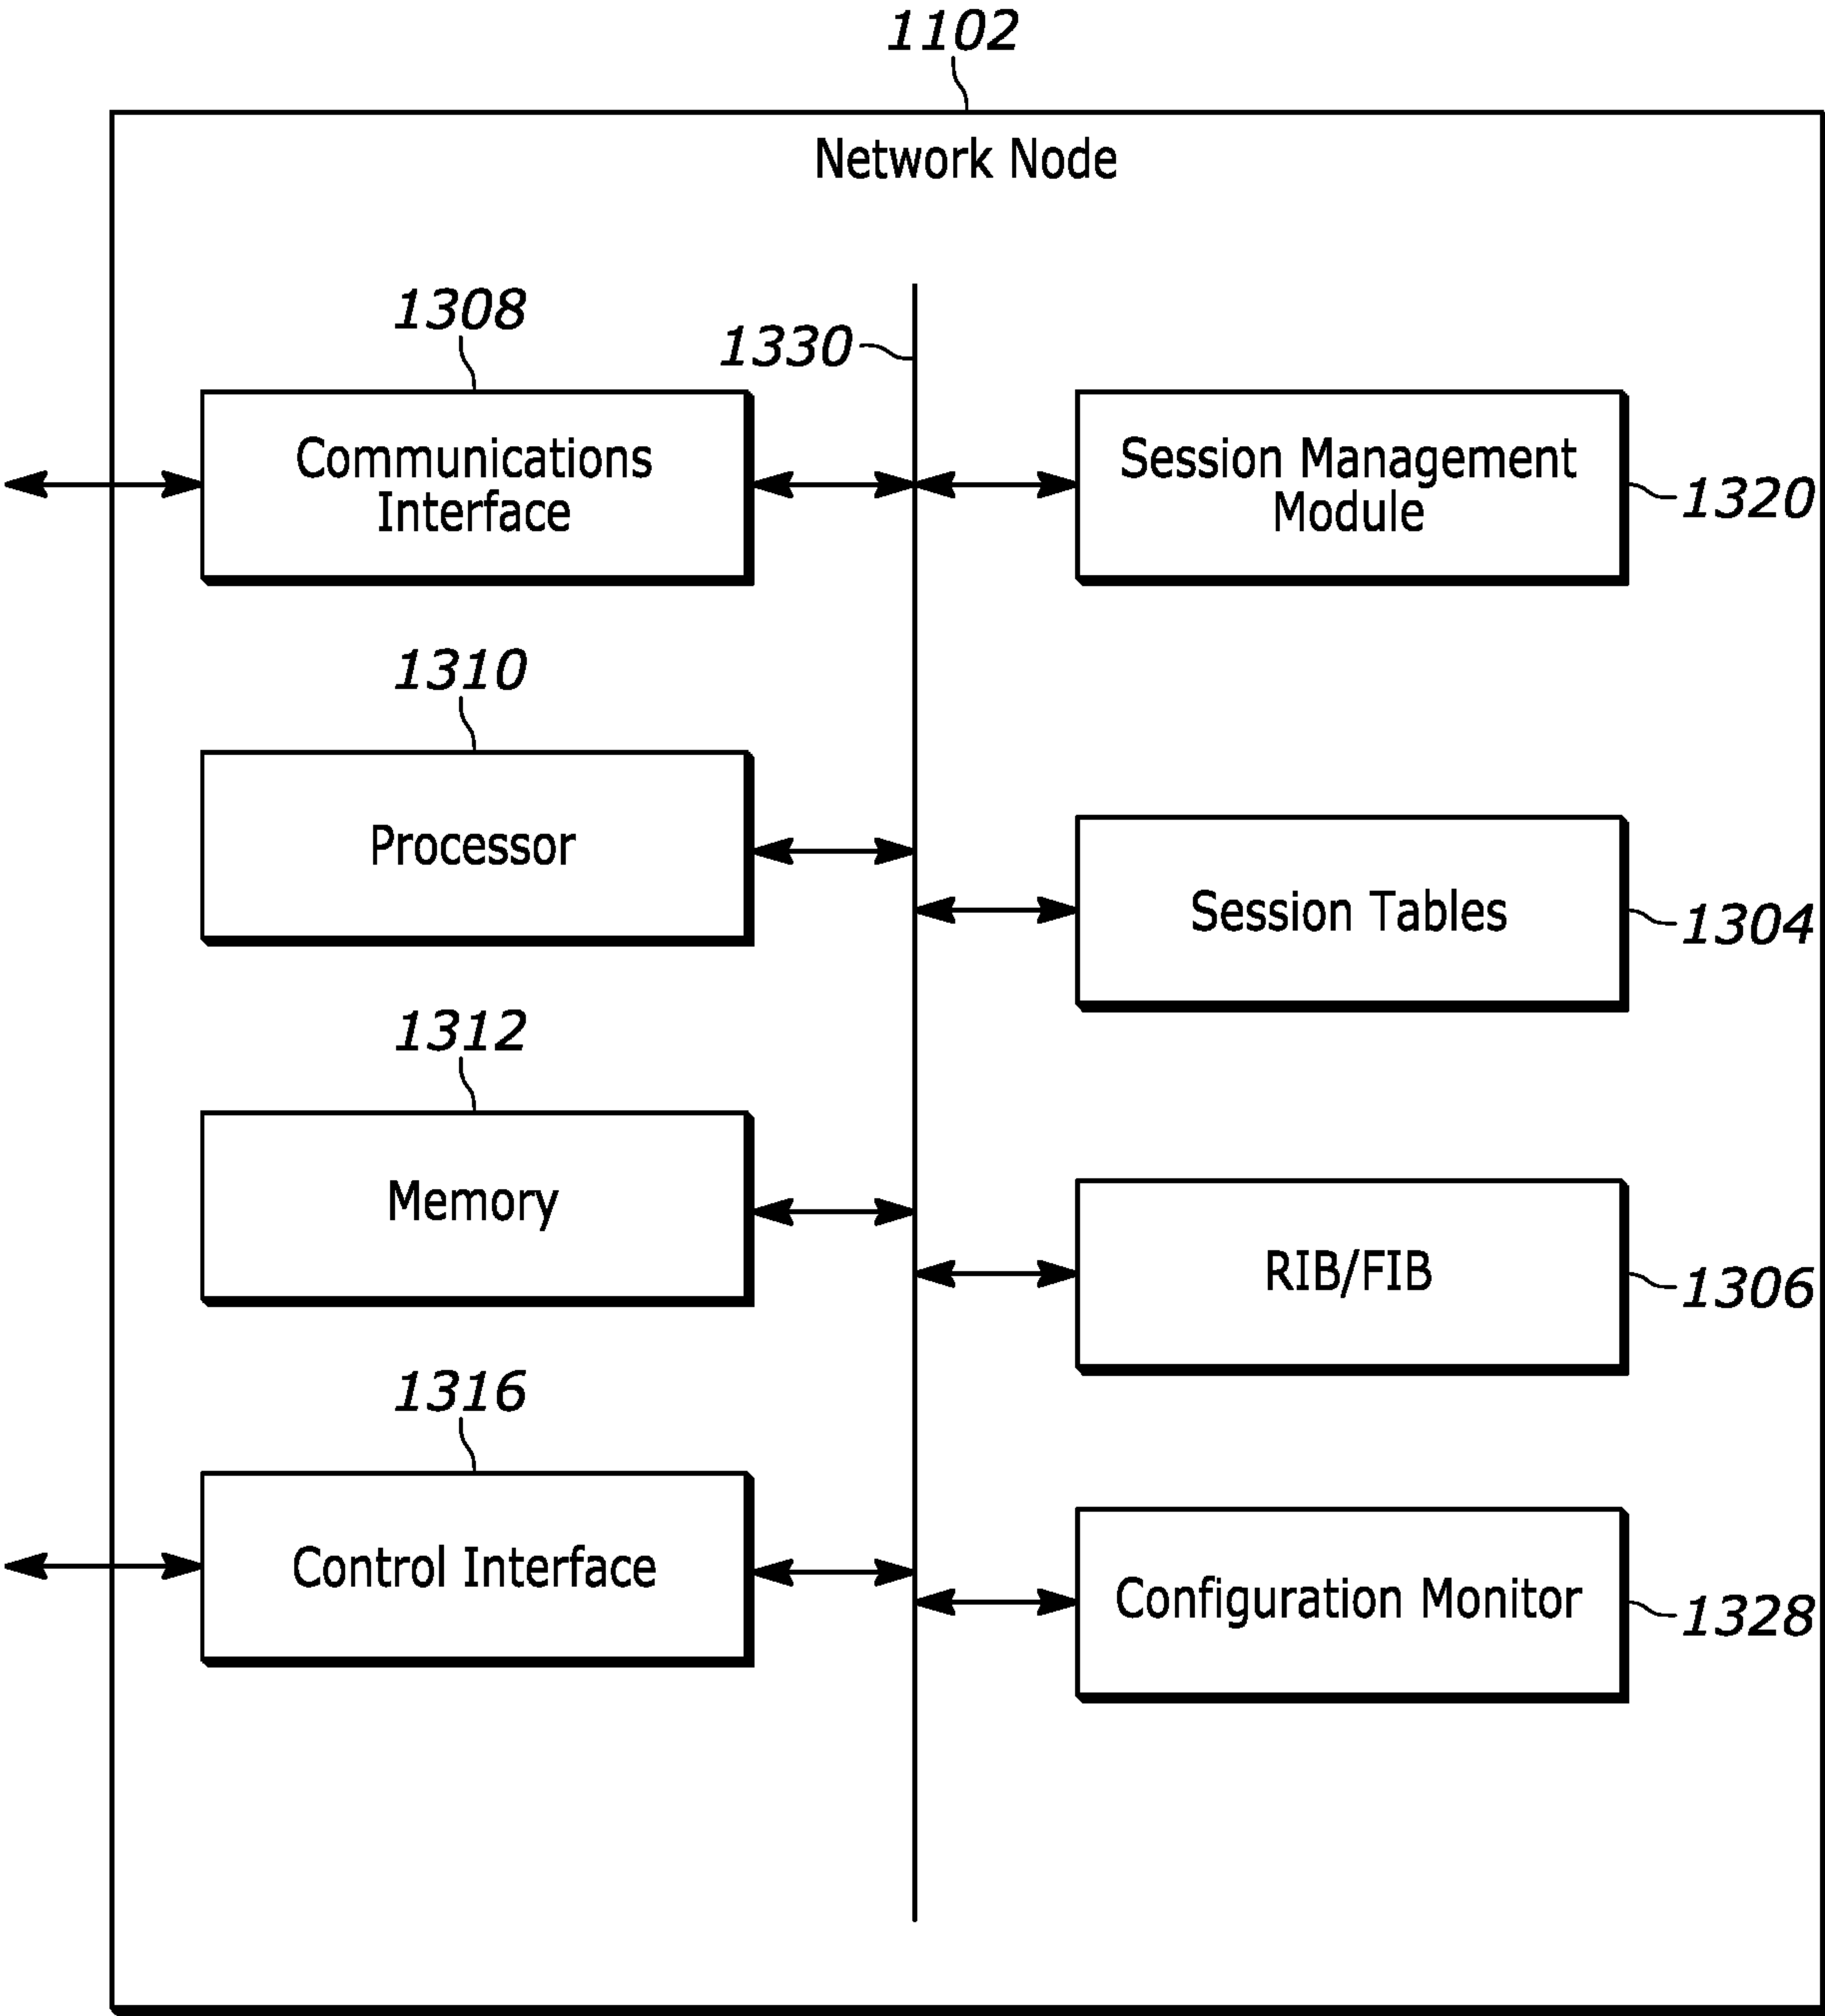 1102
Network Node
1308
1330
Communications
Interface
Session Management
Module
1320
1310
Processor
Session Tables
1304
1312
Memory
RIB/FIB
1306
1316
Control Interface
Configuration Monitor
1328